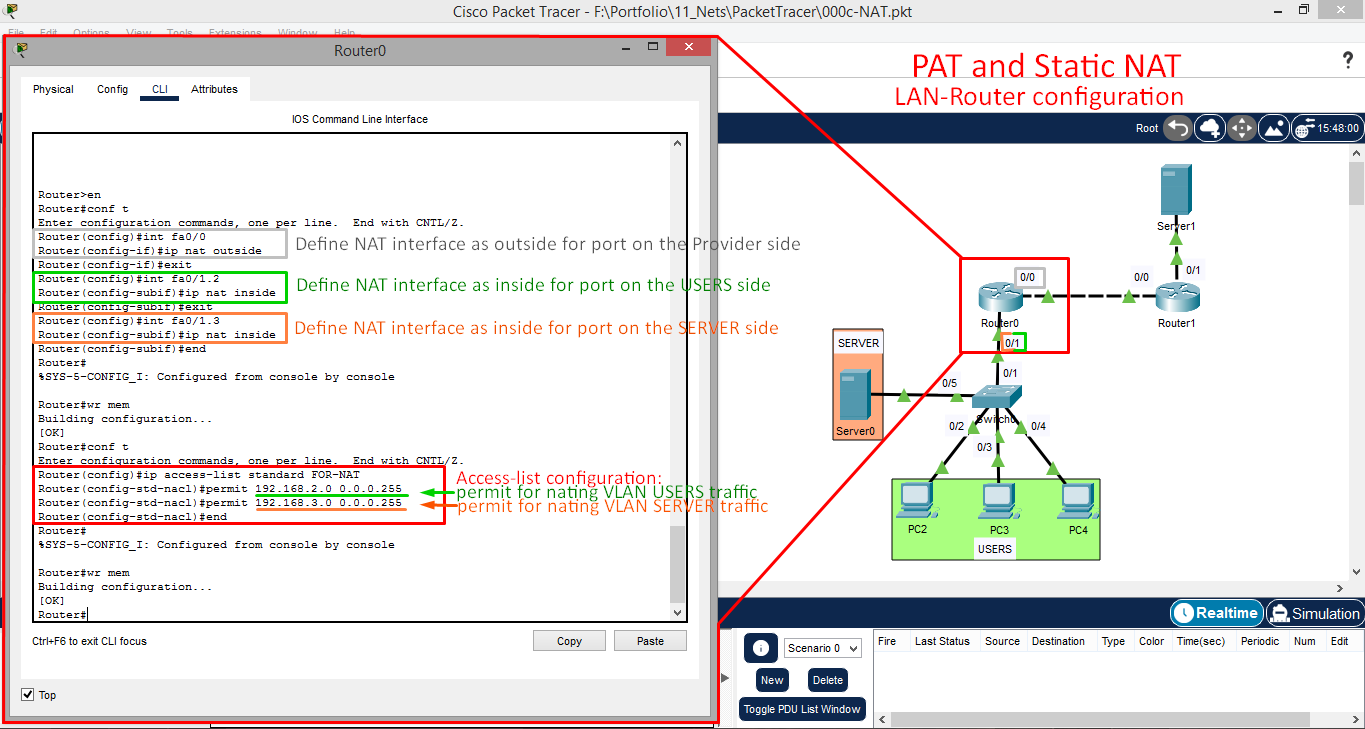 Cisco Packet Tracer - F:\Portfolio\11_Nets\PacketTracer\000c-NAT.pkt
File Edit Options View Tools Extensions Window Help
Router0
Physical Config CLI Attributes
IOS Command Line Interface
Router>en
Router#conf t
Enter configuration commands, one per line.  End with CNTL/Z.
Router(config)#int fa0/0
Router(config-if)#ip nat outside
Define NAT interface as outside for port on the Provider side
Router(config-if)#exit
Router(config)#int fa0/1.2
Router(config-subif)#ip nat inside
Define NAT interface as inside for port on the USERS side
Router(config-subif)#exit
Router(config)#int fa0/1.3
Router(config-subif)#ip nat inside
Define NAT interface as inside for port on the SERVER side
Router(config-subif)#end
Router#
%SYS-5-CONFIG_I: Configured from console by console
Router#wr mem
Building configuration...
[OK]
Router#conf t
Enter configuration commands, one per line.  End with CNTL/Z.
Router(config)#ip access-list standard FOR-NAT
Router(config-std-nacl)#permit 192.168.2.0 0.0.0.255
Router(config-std-nacl)#permit 192.168.3.0 0.0.0.255
Router(config-std-nacl)#end
Access-list configuration:
permit for nating VLAN USERS traffic
permit for nating VLAN SERVER traffic
Router#
%SYS-5-CONFIG_I: Configured from console by console
Router#wr mem
Building configuration...
[OK]
Router#
Ctrl+F6 to exit CLI focus
Copy
Paste
Top
PAT and Static NAT
LAN-Router configuration
?
Root
15:48:00
Server1
0/1
0/0
0/0
Router0
Router1
0/1
SERVER
0/1
0/5
Switch0
Server0
0/2
0/4
0/3
PC2
PC3
PC4
USERS
Realtime
Simulation
Scenario 0
New
Delete
Toggle PDU List Window
Fire Last Status Source Destination Type Color Time(sec) Periodic Num Edit